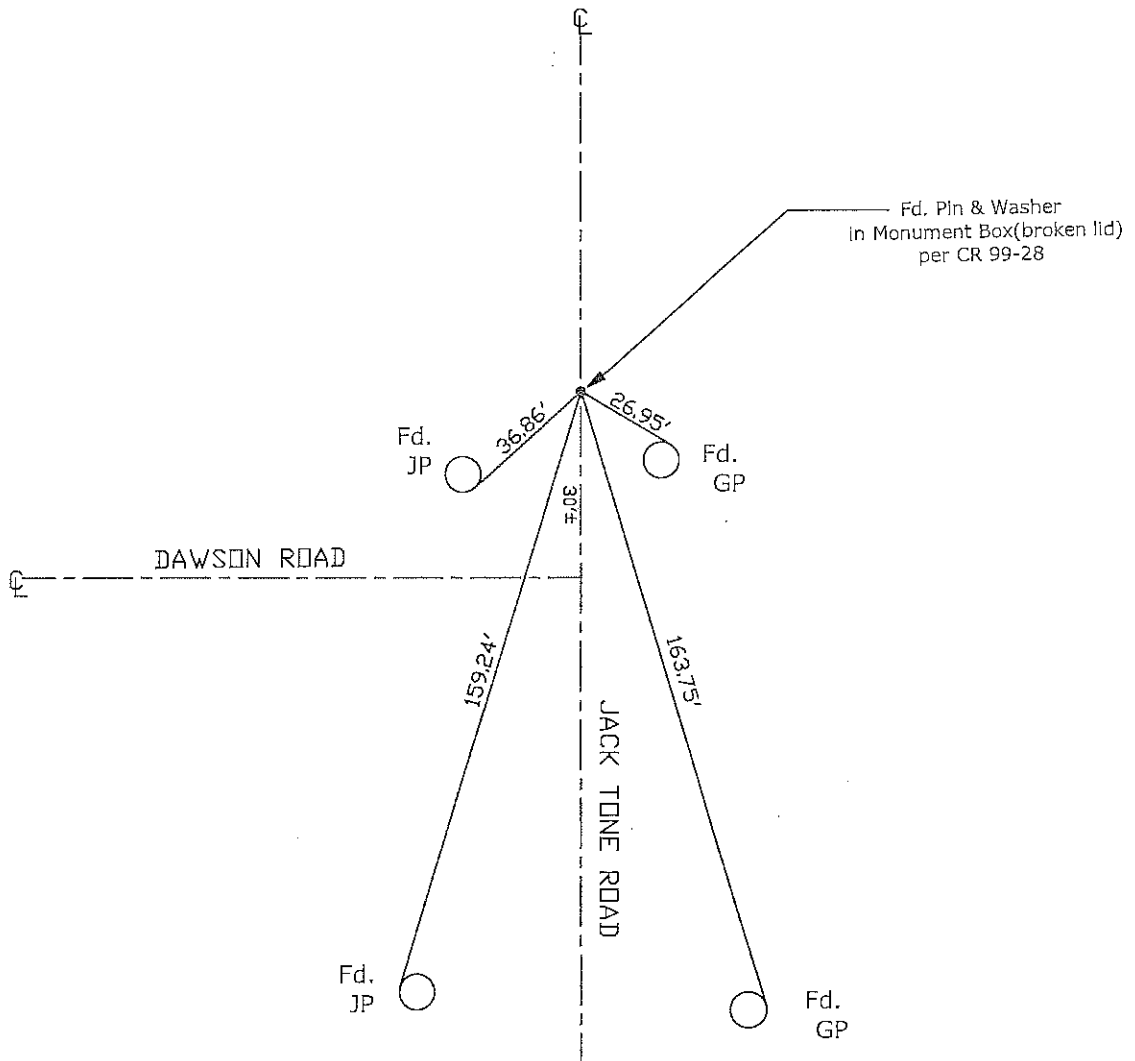 ℄
Fd. Pin & Washer
in Monument Box(broken lid)
per CR 99-28
36.86'
26.95'
Fd.
JP
Fd.
GP
30'±
DAWSON ROAD
℄
159.24'
163.75'
JACK TONE ROAD
Fd.
JP
Fd.
GP